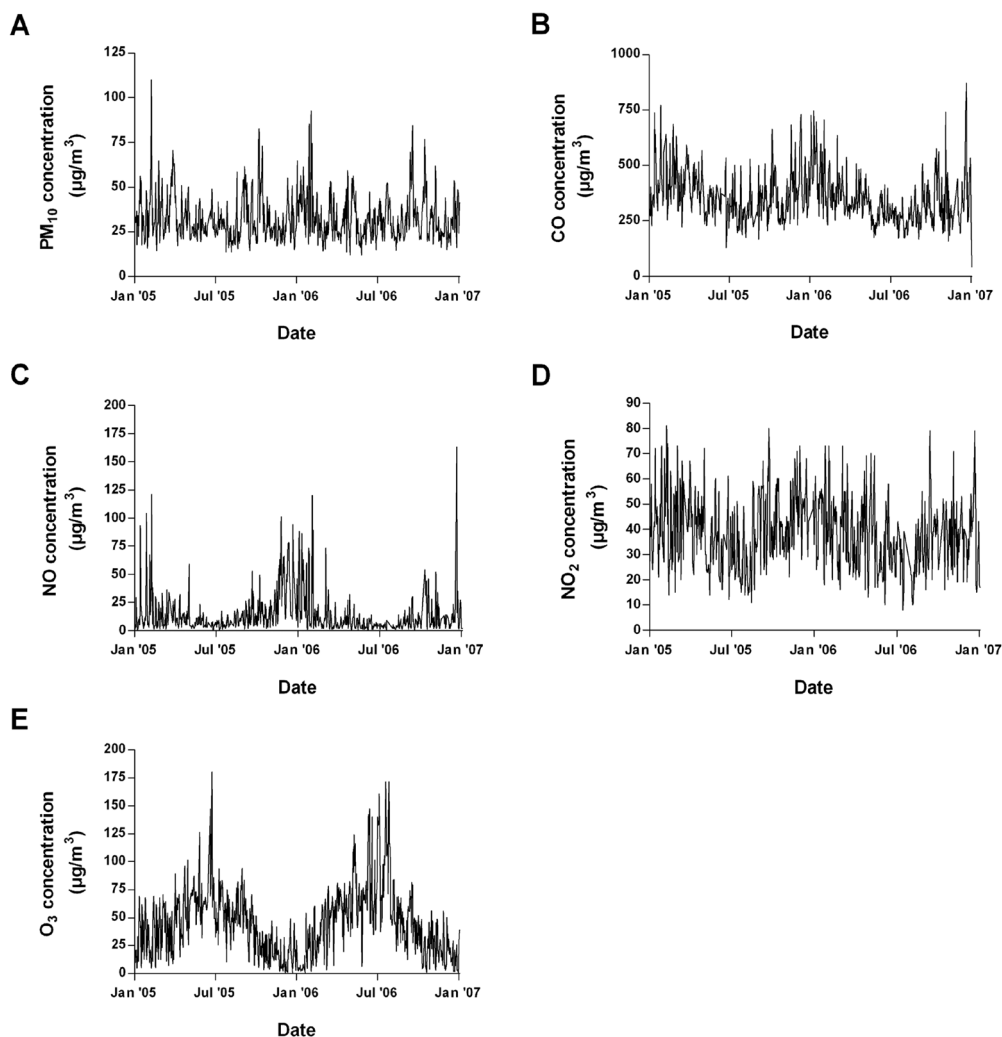 A
PM10 concentration
(µg/m3)
125
100
75
50
25
0
Jan '05
Jul '05
Jan '06
Jul '06
Jan '07
Date
B
CO concentration
(µg/m3)
1000
750
500
250
0
Jan '05
Jul '05
Jan '06
Jul '06
Jan '07
Date
C
NO concentration
(µg/m3)
200
175
150
125
100
75
50
25
0
Jan '05
Jul '05
Jan '06
Jul '06
Jan '07
Date
D
NO2 concentration
(µg/m3)
90
80
70
60
50
40
30
20
10
0
Jan '05
Jul '05
Jan '06
Jul '06
Jan '07
Date
E
O3 concentration
(µg/m3)
200
175
150
125
100
75
50
25
0
Jan '05
Jul '05
Jan '06
Jul '06
Jan '07
Date